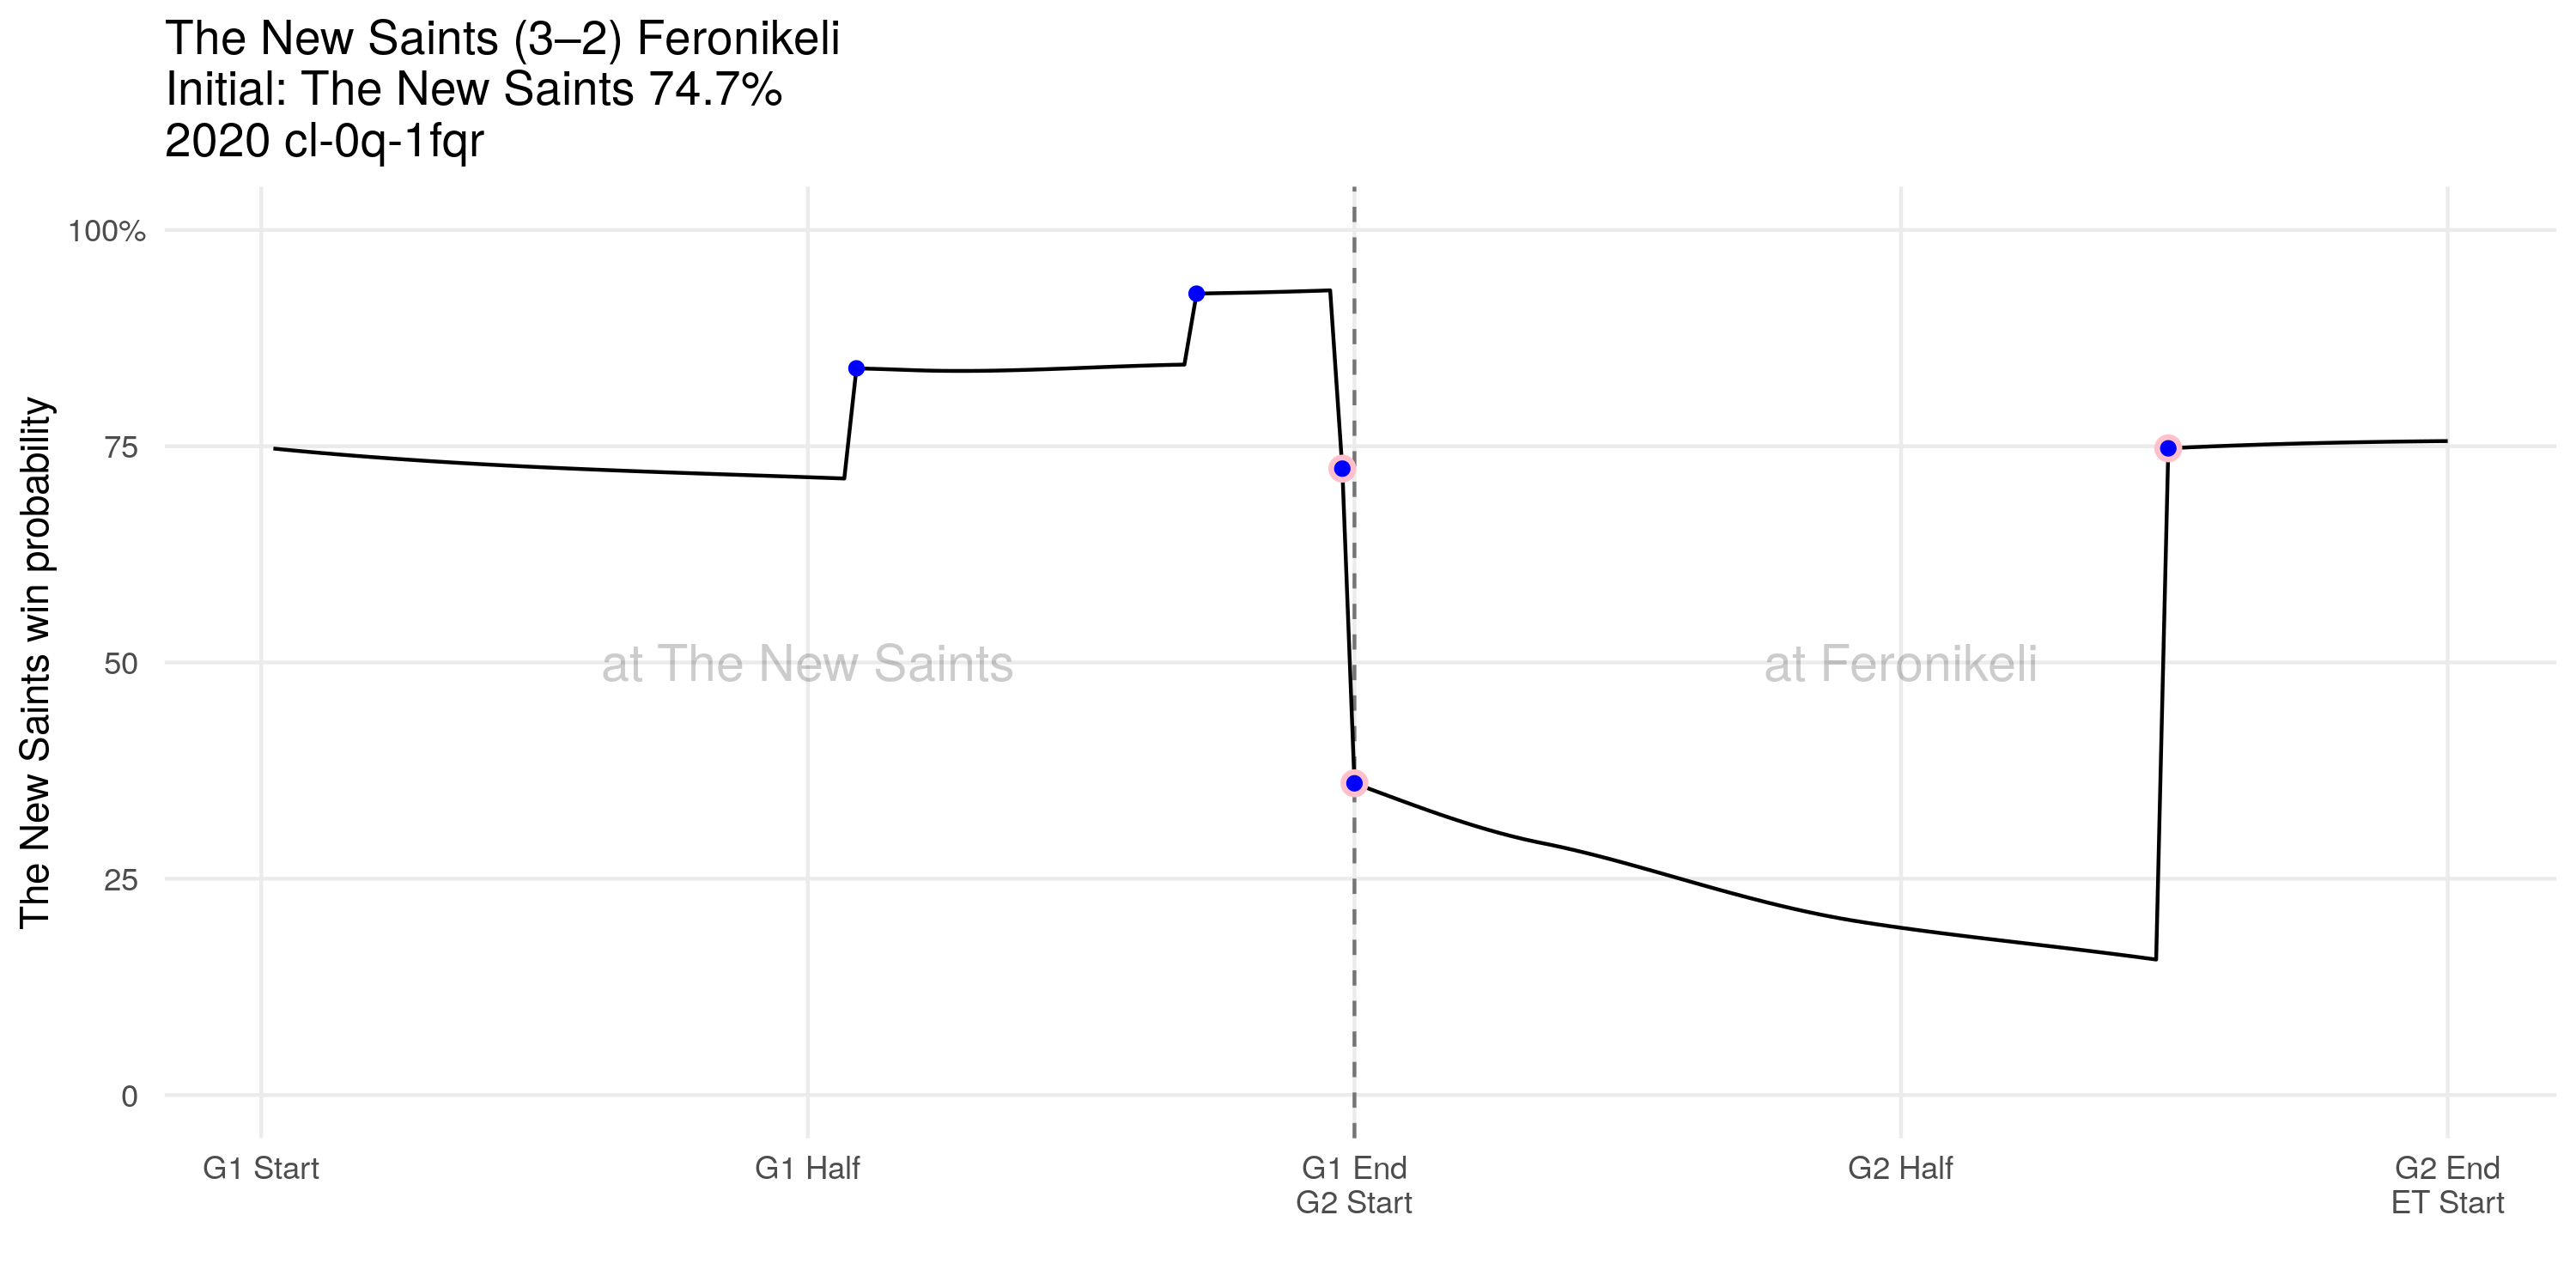 The New Saints (3–2) Feronikeli
Initial: The New Saints 74.7%
2020 cl-0q-1fqr
The New Saints win probability
100%
75
50
25
0
at The New Saints
at Feronikeli
G1 Start
G1 Half
G1 End
G2 Start
G2 Half
G2 End
ET Start